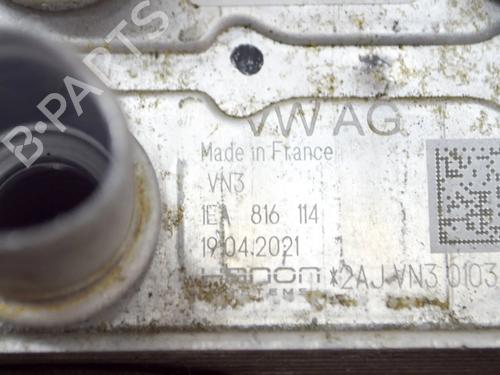 B-PARTS
VW AG
Made in France
VN3
1EA 816 114
19.04.2021
HANON *2AJ VN3 0103